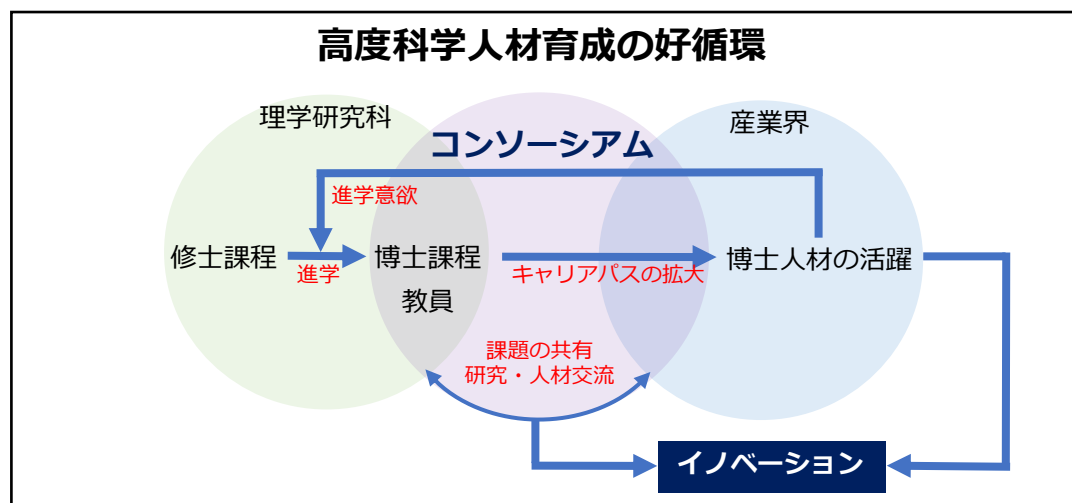 高度科学人材育成の好循環
理学研究科
産業界
コンソーシアム
進学意欲
修士課程
進学
博士課程
教員
キャリアパスの拡大
博士人材の活躍
課題の共有
研究・人材交流
イノベーション